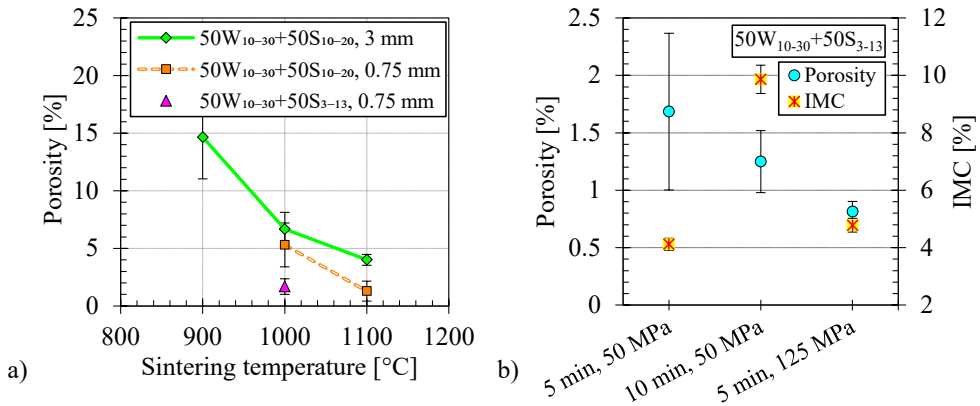 25
20
15
10
5
0
Porosity [%]
50W₁₀₋₃₀+50S₁₀₋₂₀, 3 mm
50W₁₀₋₃₀+50S₁₀₋₂₀, 0.75 mm
50W₁₀₋₃₀+50S₃₋₁₃, 0.75 mm
800 900 1000 1100 1200
Sintering temperature [°C]
a)
2.5
2
1.5
1
0.5
0
Porosity [%]
50W₁₀₋₃₀+50S₃₋₁₃
Porosity
IMC
12
10
8
6
4
2
IMC [%]
5 min, 50 MPa
10 min, 50 MPa
5 min, 125 MPa
b)